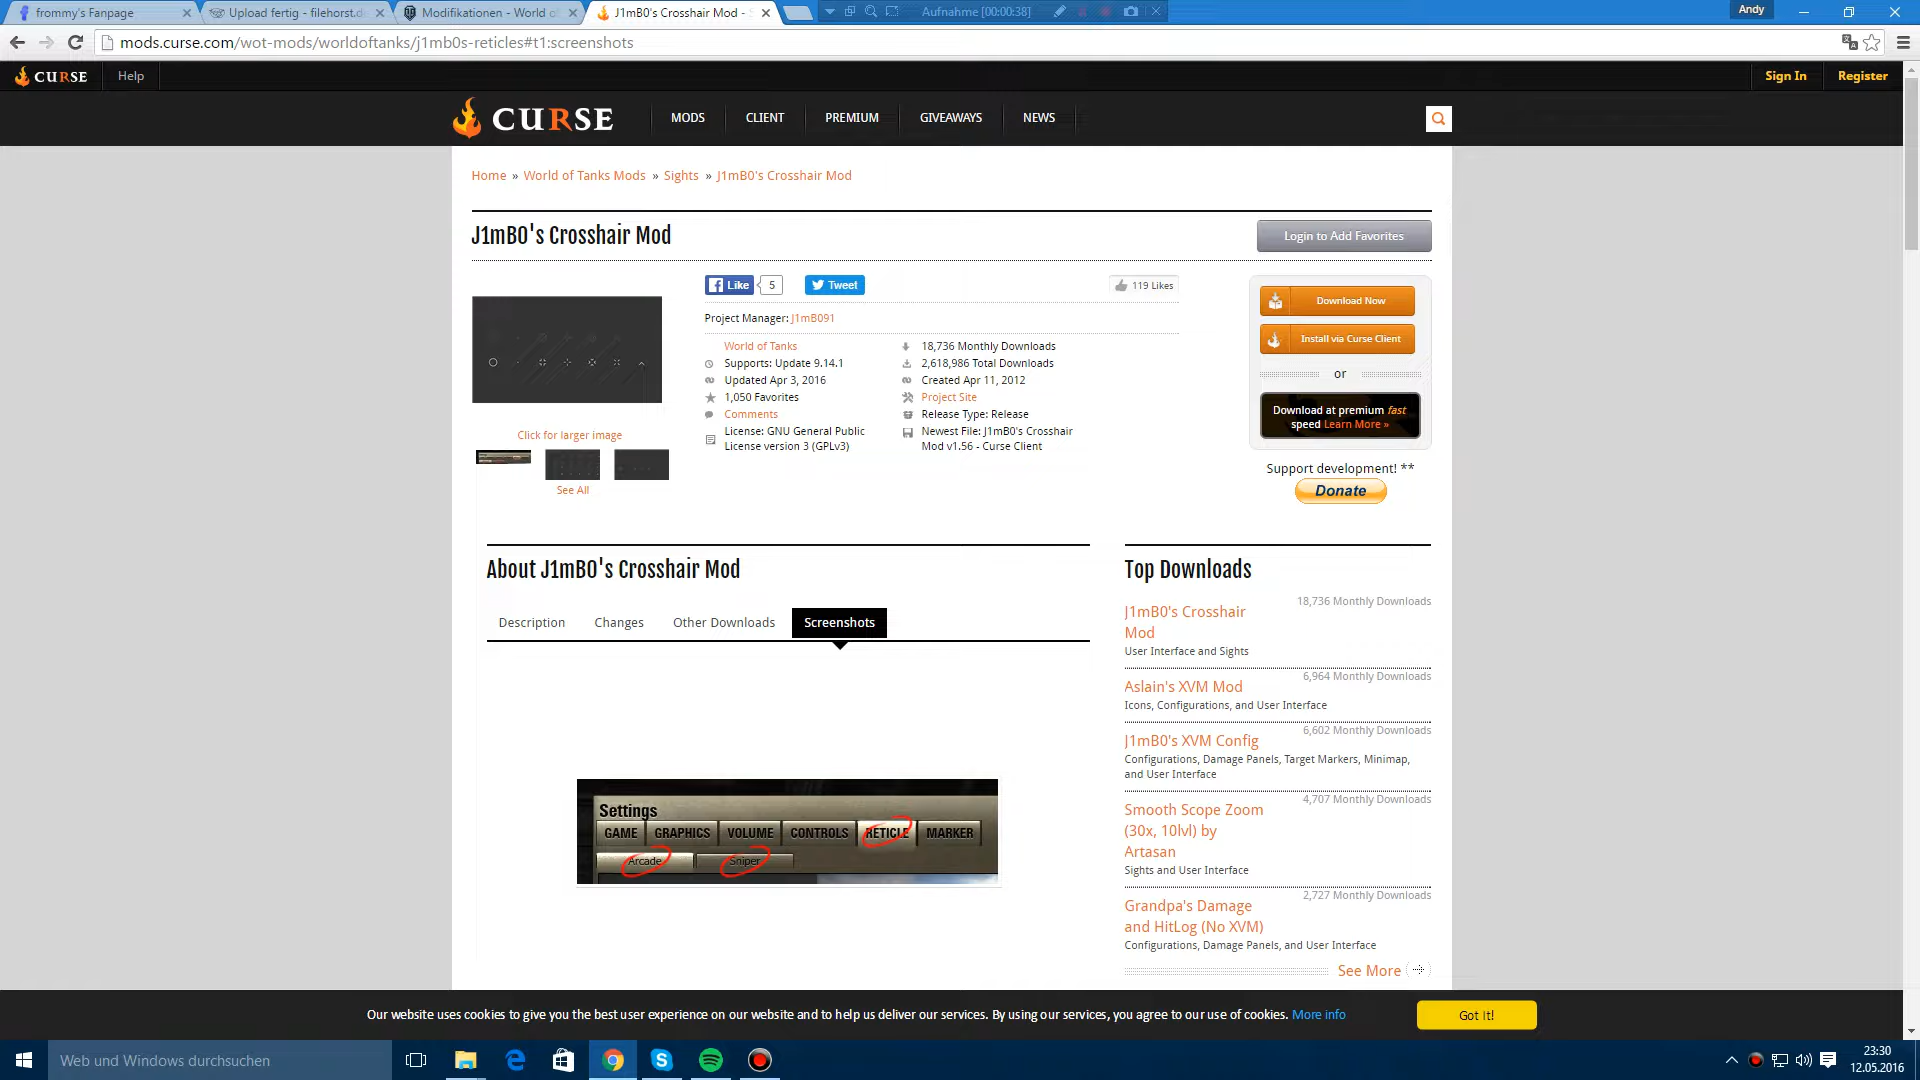 frommy's Fanpage
Upload fertig - filehorst.d
Modifikationen - World o
J1mB0's Crosshair Mod -
Aufnahme [00:00:38]
Andy
mods.curse.com/wot-mods/worldoftanks/j1mb0s-reticles#t1:screenshots
CURSE
Help
Sign In
Register
CURSE
MODS
CLIENT
PREMIUM
GIVEAWAYS
NEWS
Home » World of Tanks Mods » Sights » J1mB0's Crosshair Mod
J1mB0's Crosshair Mod
Login to Add Favorites
Like
5
Tweet
119 Likes
Project Manager: J1mB091
World of Tanks
Supports: Update 9.14.1
Updated Apr 3, 2016
1,050 Favorites
Comments
License: GNU General Public
License version 3 (GPLv3)
18,736 Monthly Downloads
2,618,986 Total Downloads
Created Apr 11, 2012
Project Site
Release Type: Release
Newest File: J1mB0's Crosshair
Mod v1.56 - Curse Client
Click for larger image
See All
Download Now
Install via Curse Client
or
Download at premium fast
speed Learn More »
Support development! **
Donate
About J1mB0's Crosshair Mod
Description
Changes
Other Downloads
Screenshots
Settings
GAME
GRAPHICS
VOLUME
CONTROLS
RETICLE
MARKER
Arcade
Sniper
Top Downloads
18,736 Monthly Downloads
J1mB0's Crosshair
Mod
User Interface and Sights
6,964 Monthly Downloads
Aslain's XVM Mod
Icons, Configurations, and User Interface
6,602 Monthly Downloads
J1mB0's XVM Config
Configurations, Damage Panels, Target Markers, Minimap,
and User Interface
4,707 Monthly Downloads
Smooth Scope Zoom
(30x, 10lvl) by
Artasan
Sights and User Interface
2,727 Monthly Downloads
Grandpa's Damage
and HitLog (No XVM)
Configurations, Damage Panels, and User Interface
See More
Our website uses cookies to give you the best user experience on our website and to help us deliver our services. By using our services, you agree to our use of cookies. More info
Got it!
Web und Windows durchsuchen
23:30
12.05.2016